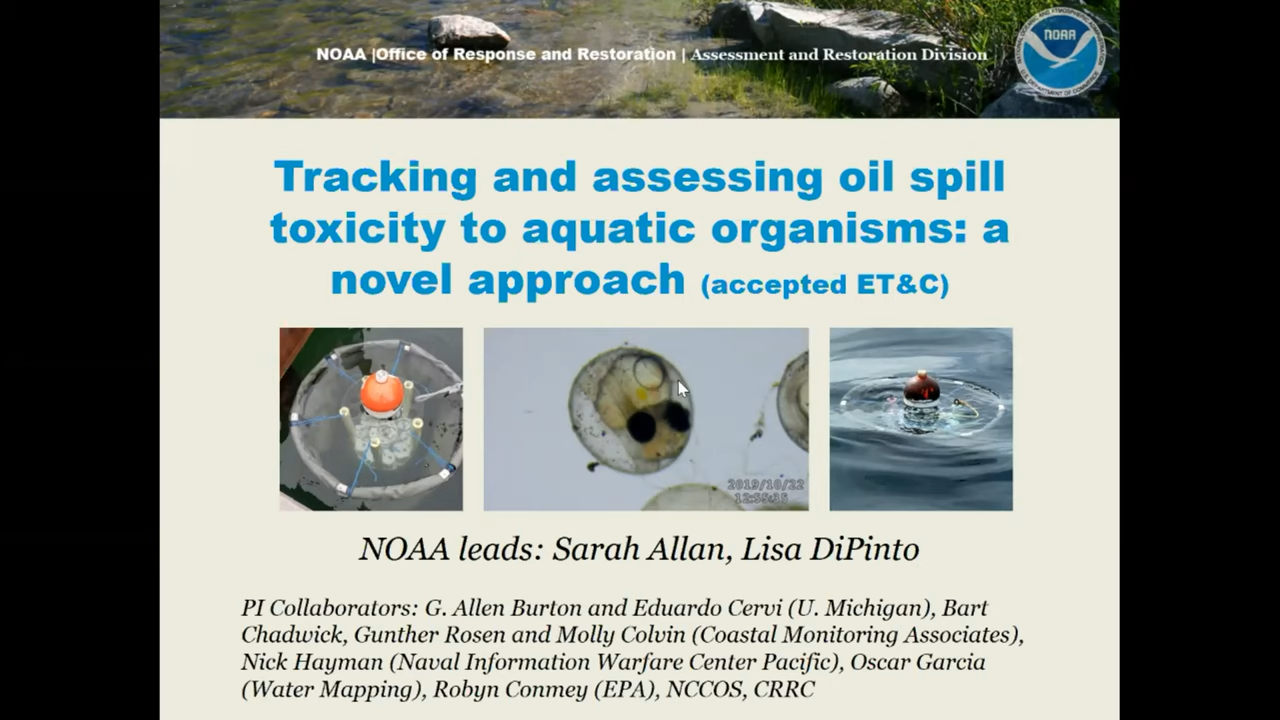 NOAA |Office of Response and Restoration | Assessment and Restoration Division
NOAA
Tracking and assessing oil spill
toxicity to aquatic organisms: a
novel approach (accepted ET&C)
2019/10/22
NOAA leads: Sarah Allan, Lisa DiPinto
PI Collaborators: G. Allen Burton and Eduardo Cervi (U. Michigan), Bart
Chadwick, Gunther Rosen and Molly Colvin (Coastal Monitoring Associates),
Nick Hayman (Naval Information Warfare Center Pacific), Oscar Garcia
(Water Mapping), Robyn Conmey (EPA), NCCOS, CRRC